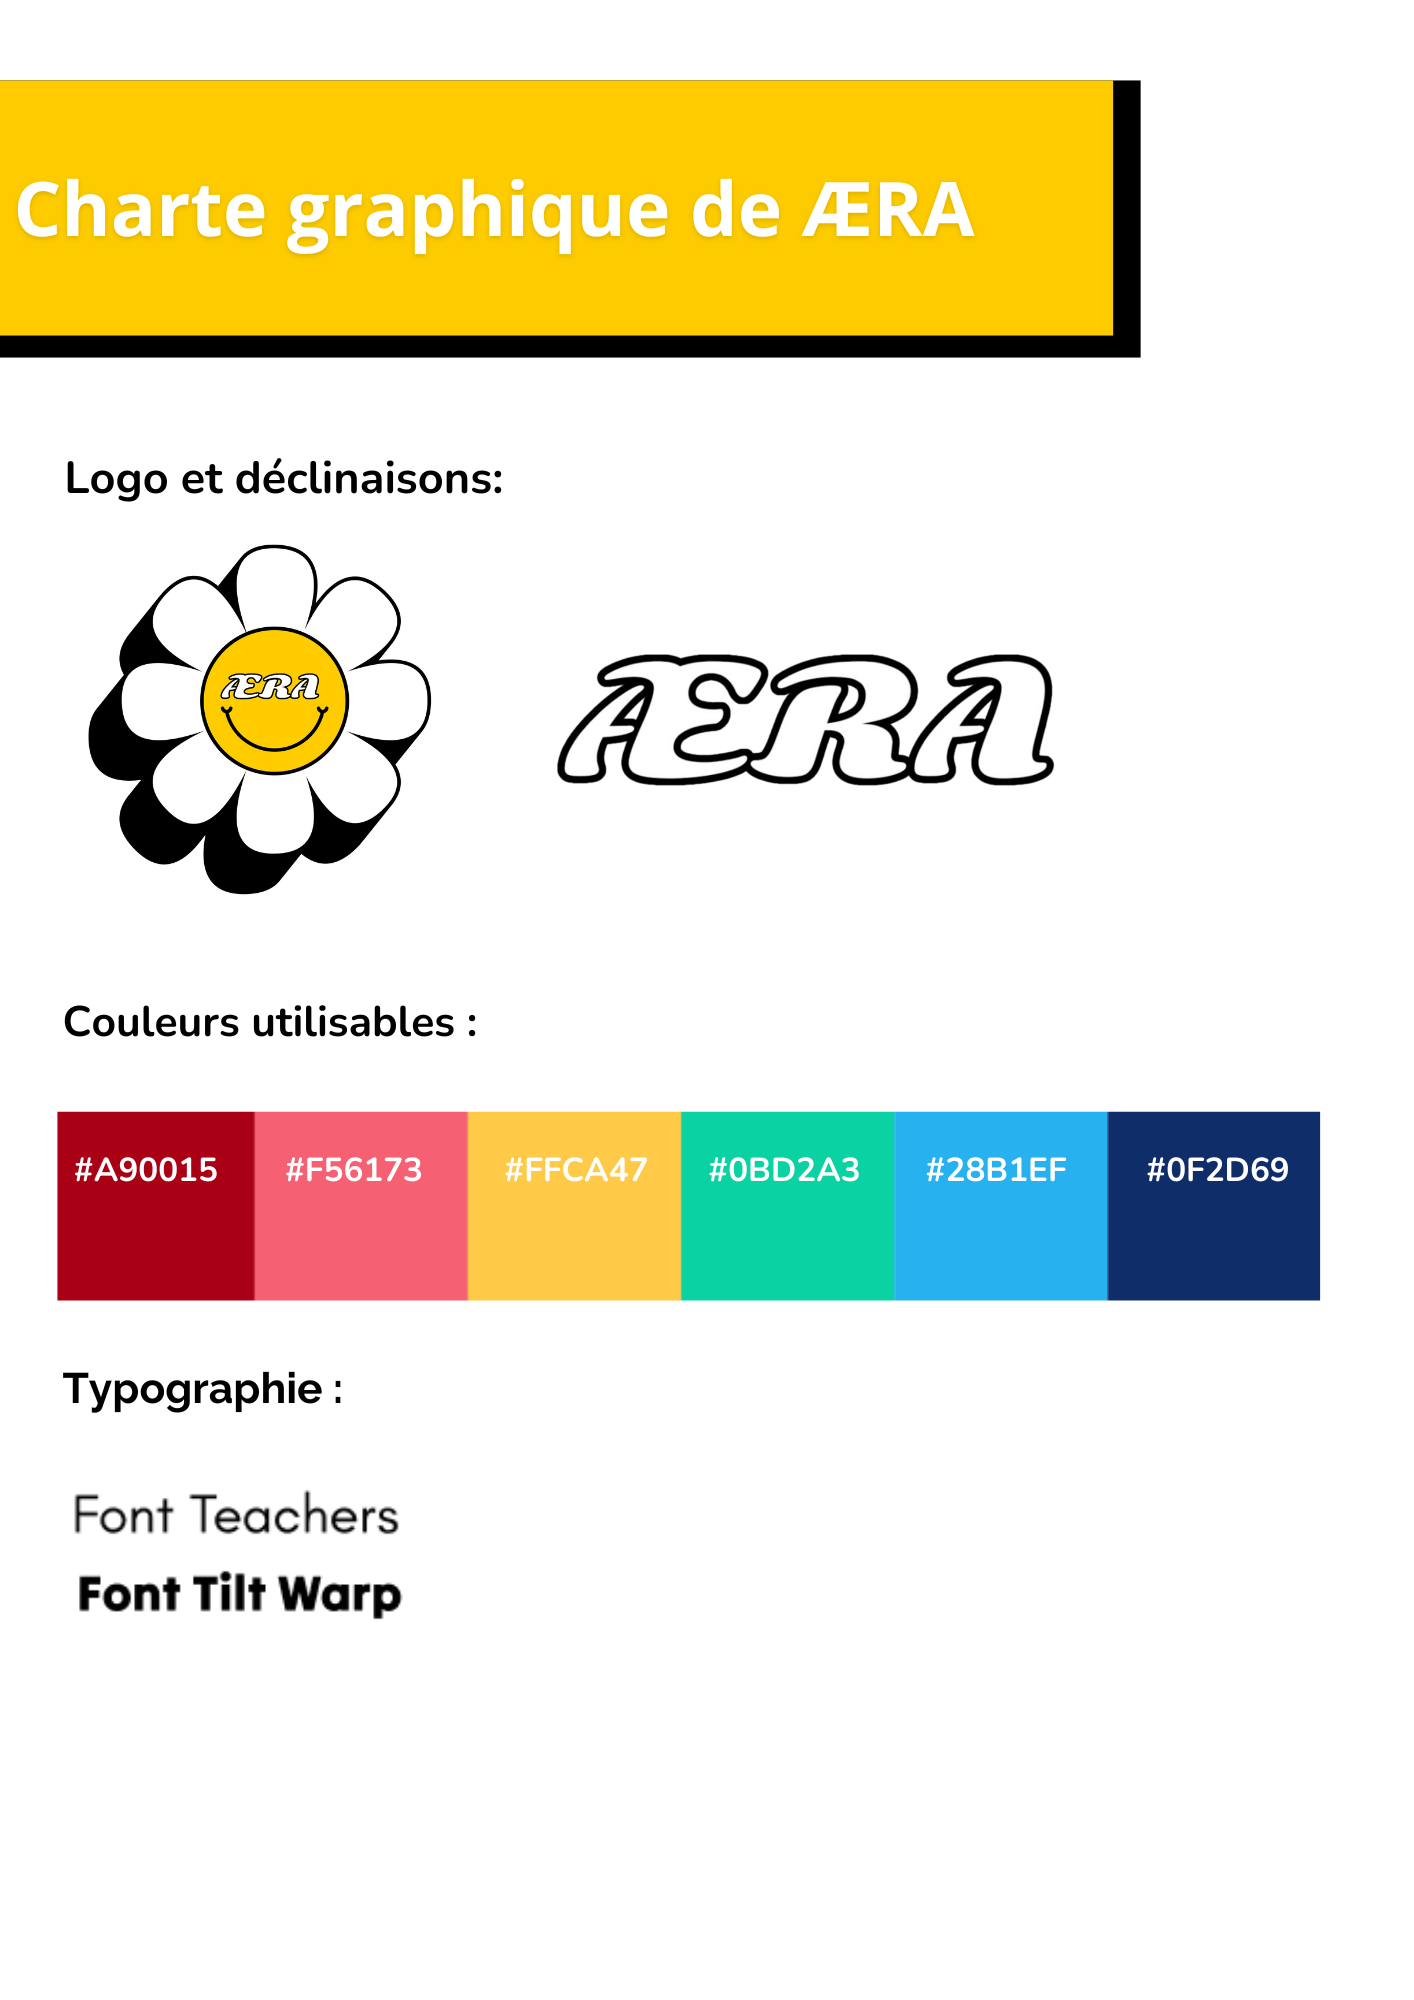 Charte graphique de ÆRA
Logo et déclinaisons:
ÆRA
ÆRA
Couleurs utilisables :
#A90015 #F56173 #FFCA47 #0BD2A3 #28B1EF #0F2D69
Typographie :
Font Teachers
Font Tilt Warp